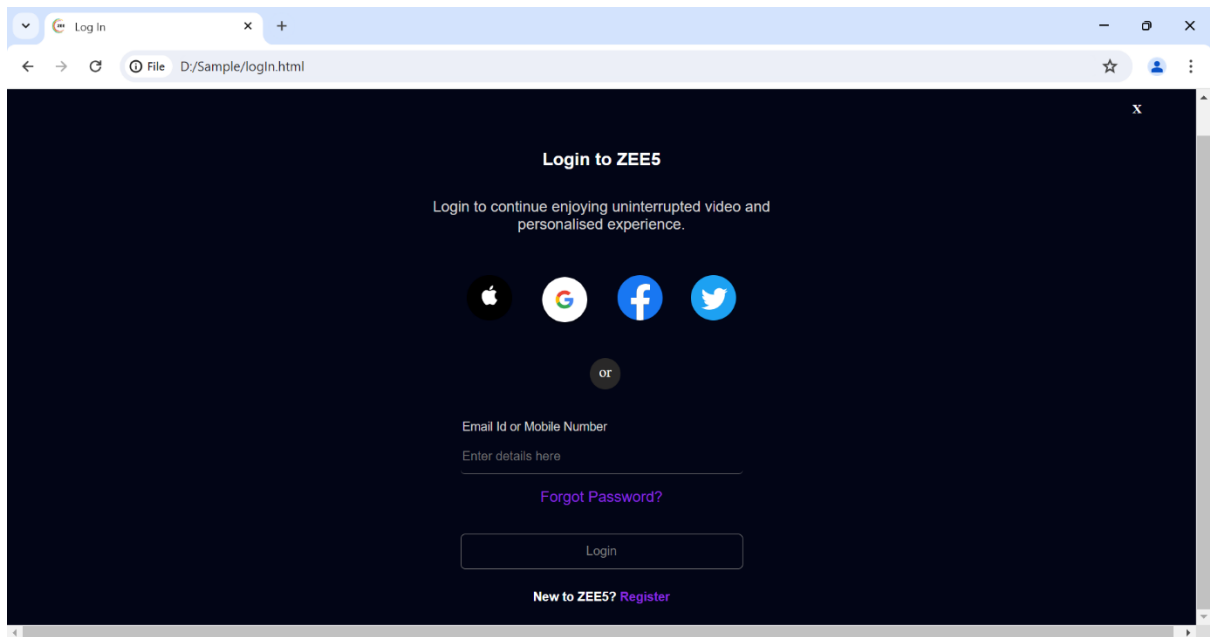 Log In
File D:/Sample/logIn.html
X
Login to ZEE5
Login to continue enjoying uninterrupted video and
personalised experience.
or
Email Id or Mobile Number
Enter details here
Forgot Password?
Login
New to ZEE5? Register